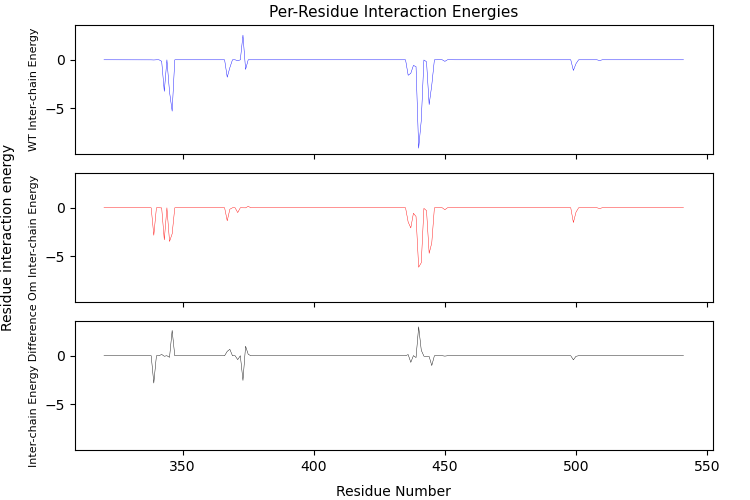 Per-Residue Interaction Energies
Residue interaction energy
WT Inter-chain Energy
0
−5
Om Inter-chain Energy
0
−5
Inter-chain Energy Difference
0
−5
350
400
450
500
550
Residue Number